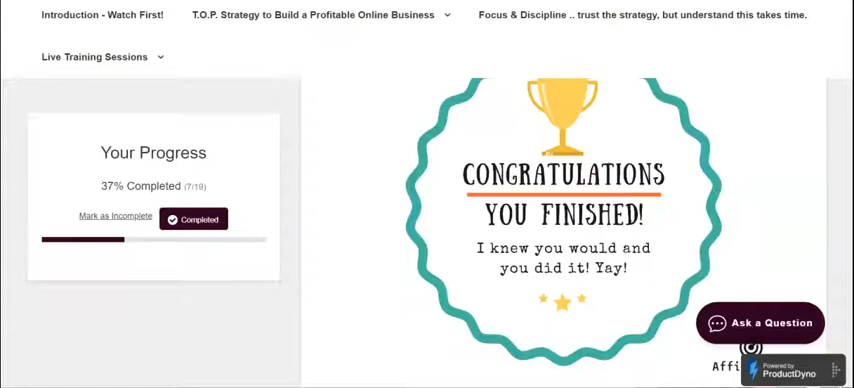 Introduction - Watch First!
T.O.P. Strategy to Build a Profitable Online Business
Focus & Discipline .. trust the strategy, but understand this takes time.
Live Training Sessions
Your Progress
37% Completed (7/19)
Mark as Incomplete
Completed
CONGRATULATIONS
YOU FINISHED!
I knew you would and
you did it! Yay!
Ask a Question
Affi
Powered by
ProductDyno